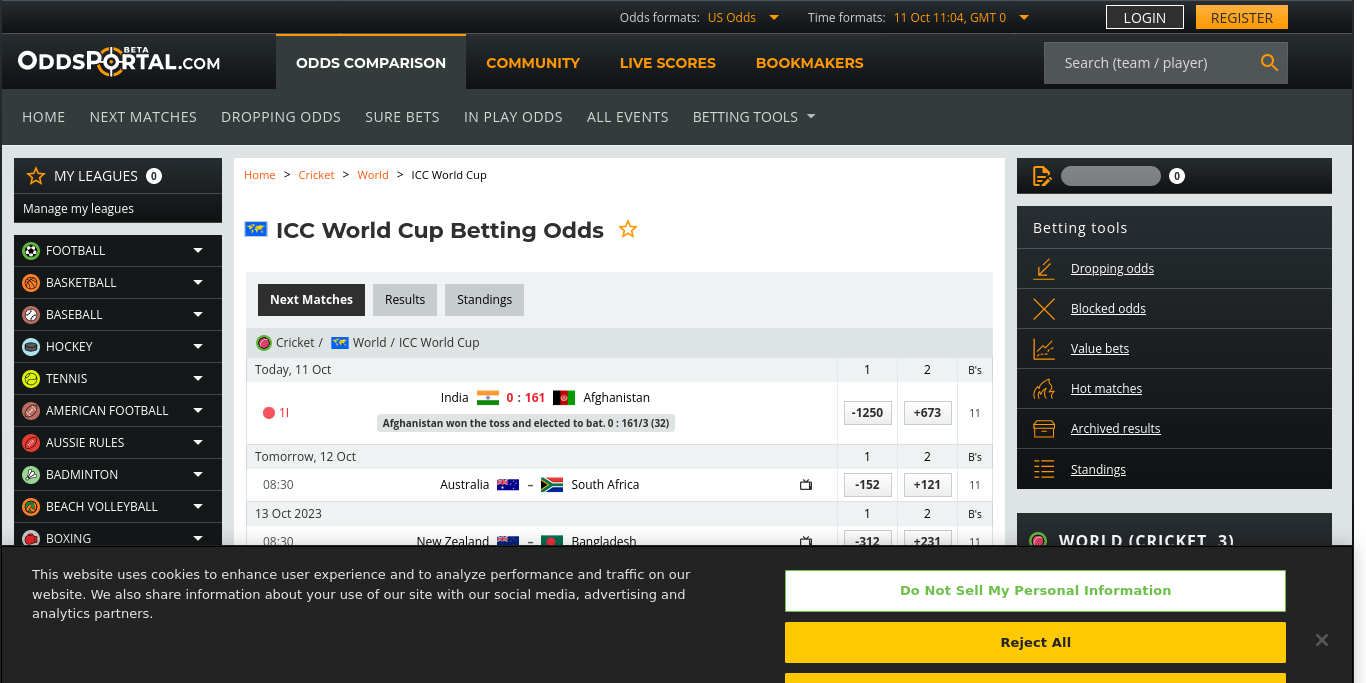 Odds formats: US Odds Time formats: 11 Oct 11:04, GMT 0 LOGIN REGISTER
ODDSPORTAL.COM BETA ODDS COMPARISON COMMUNITY LIVE SCORES BOOKMAKERS Search (team / player)
HOME NEXT MATCHES DROPPING ODDS SURE BETS IN PLAY ODDS ALL EVENTS BETTING TOOLS
MY LEAGUES 0
Manage my leagues
FOOTBALL
BASKETBALL
BASEBALL
HOCKEY
TENNIS
AMERICAN FOOTBALL
AUSSIE RULES
BADMINTON
BEACH VOLLEYBALL
BOXING
Home > Cricket > World > ICC World Cup
ICC World Cup Betting Odds
Next Matches Results Standings
Cricket / World / ICC World Cup
Today, 11 Oct 1 2 B's
India 0 : 161 Afghanistan
1I -1250 +673 11
Afghanistan won the toss and elected to bat. 0 : 161/3 (32)
Tomorrow, 12 Oct 1 2 B's
08:30 Australia – South Africa -152 +121 11
13 Oct 2023 1 2 B's
08:30 New Zealand – Bangladesh -312 +231 11
0
Betting tools
Dropping odds
Blocked odds
Value bets
Hot matches
Archived results
Standings
WORLD (CRICKET, 3)
This website uses cookies to enhance user experience and to analyze performance and traffic on our
website. We also share information about your use of our site with our social media, advertising and
analytics partners.
Do Not Sell My Personal Information
Reject All